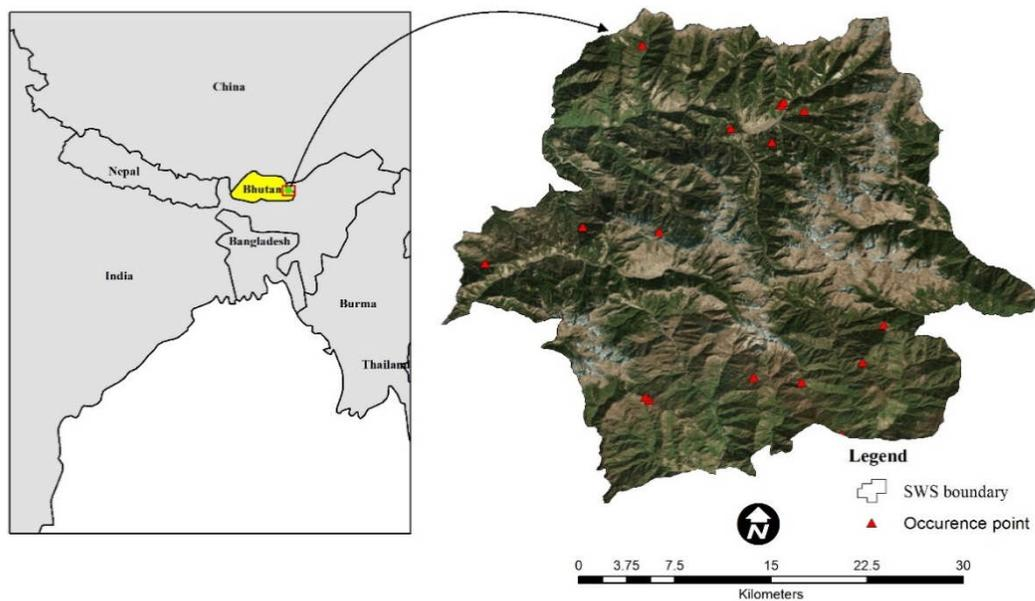 China
Nepal
Bhutan
Bangladesh
India
Burma
Thailand
Legend
SWS boundary
Occurence point
N
0 3.75 7.5 15 22.5 30
Kilometers